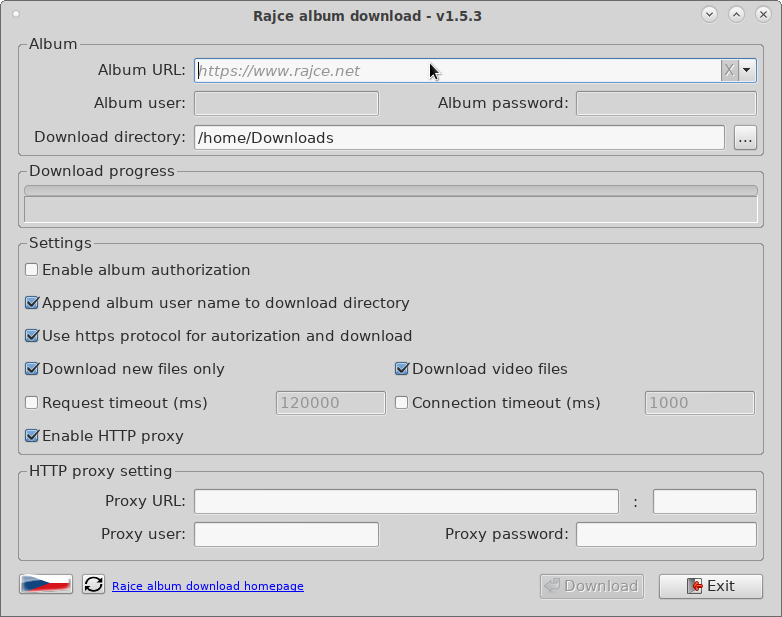 Rajce album download - v1.5.3
Album
Album URL: https://www.rajce.net X
Album user: Album password:
Download directory: /home/Downloads ...
Download progress
Settings
Enable album authorization
Append album user name to download directory
Use https protocol for autorization and download
Download new files only Download video files
Request timeout (ms) 120000 Connection timeout (ms) 1000
Enable HTTP proxy
HTTP proxy setting
Proxy URL: :
Proxy user: Proxy password:
Rajce album download homepage Download Exit